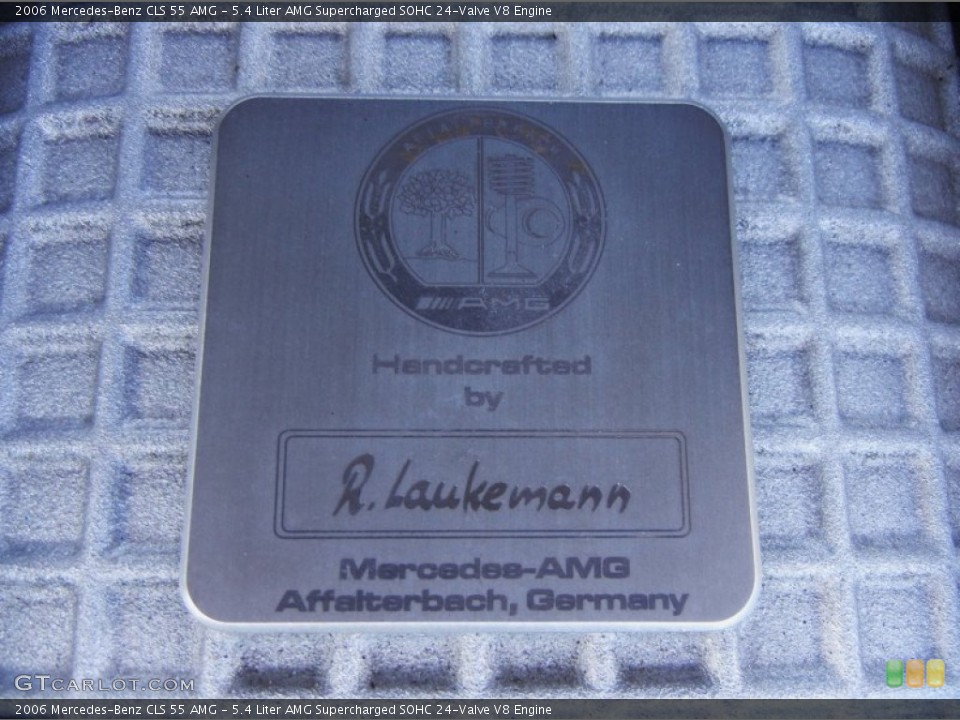 2006 Mercedes-Benz CLS 55 AMG - 5.4 Liter AMG Supercharged SOHC 24-Valve V8 Engine
AMG
Handcrafted
by
R. Laukemann
Mercedes-AMG
Affalterbach, Germany
GTCARLOT.COM
2006 Mercedes-Benz CLS 55 AMG - 5.4 Liter AMG Supercharged SOHC 24-Valve V8 Engine